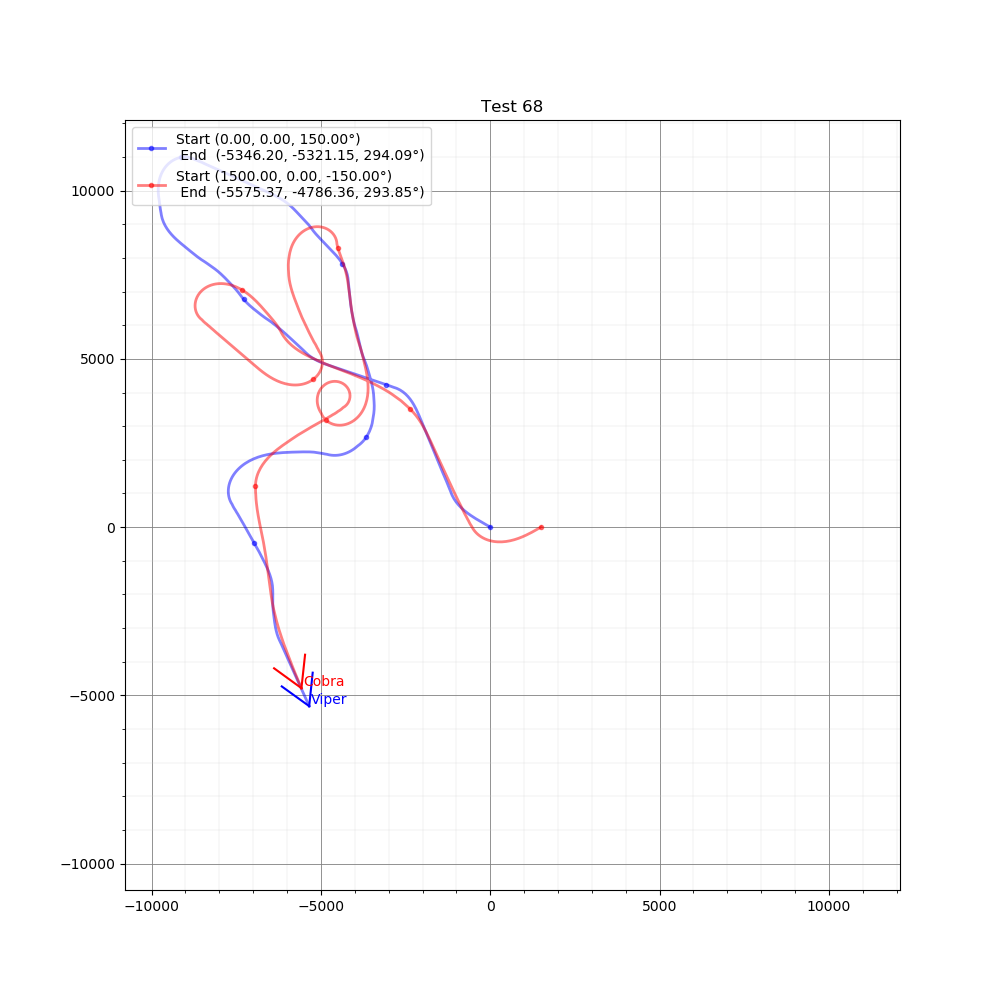 Test 68
Start (0.00, 0.00, 150.00°)
End (-5346.20, -5321.15, 294.09°)
Start (1500.00, 0.00, -150.00°)
End (-5575.37, -4786.36, 293.85°)
10000
5000
0
−5000
−10000
Cobra
Viper
−10000 −5000 0 5000 10000